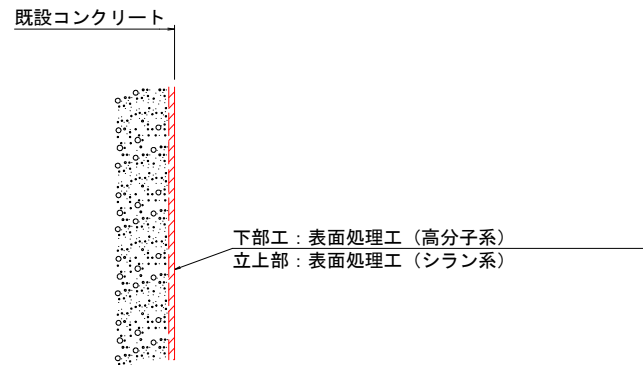 既設コンクリート
下部工：表面処理工（高分子系）
立上部：表面処理工（シラン系）